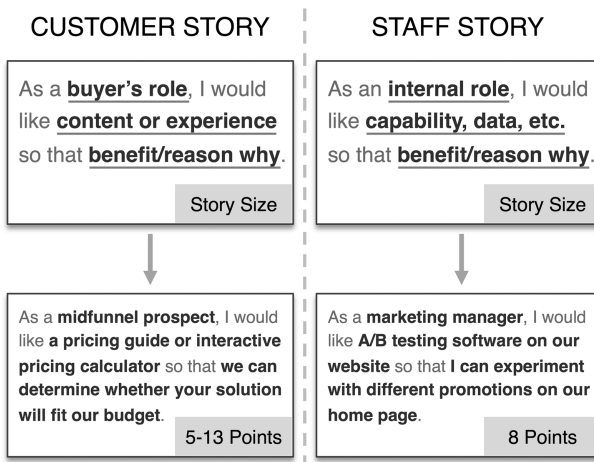 CUSTOMER STORY
As a buyer's role, I would
like content or experience
so that benefit/reason why.
Story Size
As a midfunnel prospect, I would
like a pricing guide or interactive
pricing calculator so that we can
determine whether your solution
will fit our budget.
5-13 Points
STAFF STORY
As an internal role, I would
like capability, data, etc.
so that benefit/reason why.
Story Size
As a marketing manager, I would
like A/B testing software on our
website so that I can experiment
with different promotions on our
home page.
8 Points